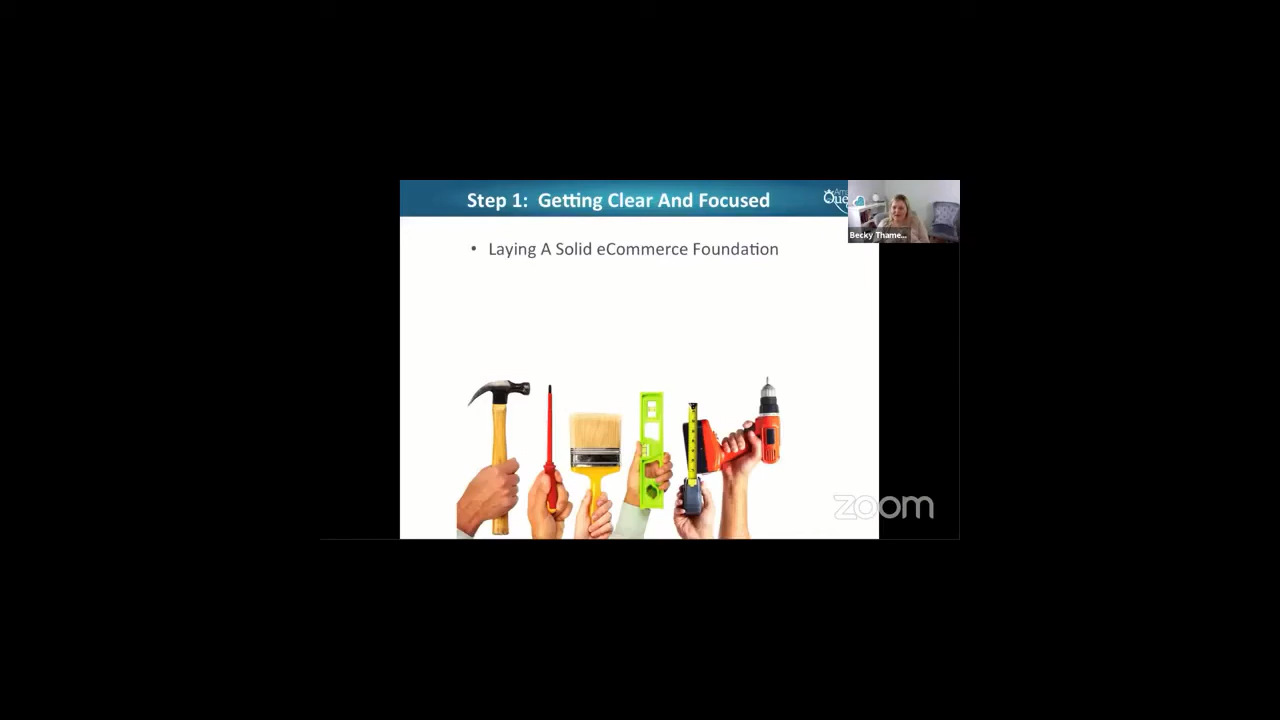 Step 1: Getting Clear And Focused
• Laying A Solid eCommerce Foundation
Becky Thame...
zoom